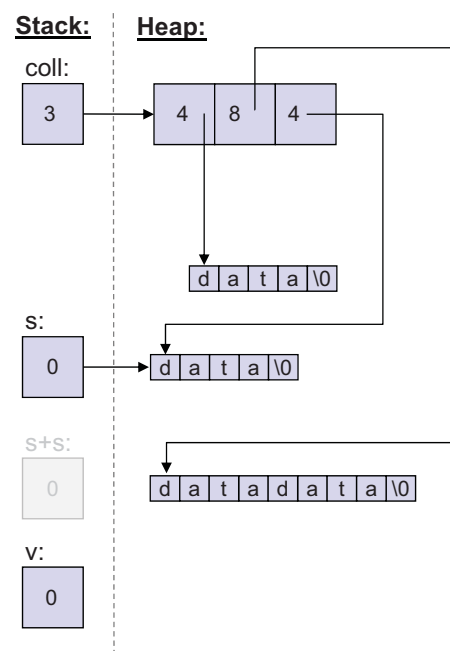 Stack: Heap:
coll:
3 4 8 4
d a t a \0
s:
0 d a t a \0
s+s:
0 d a t a d a t a \0
v:
0